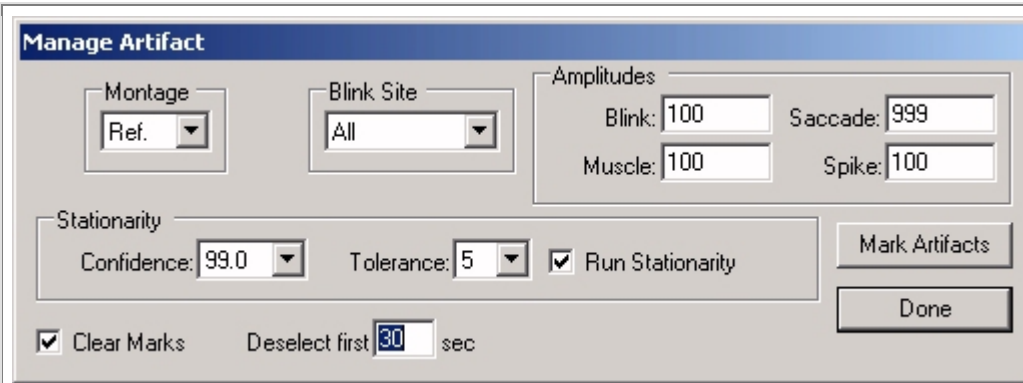 Manage Artifact
Montage
Ref.
Blink Site
All
Amplitudes
Blink: 100
Saccade: 999
Muscle: 100
Spike: 100
Stationarity
Confidence: 99.0
Tolerance: 5
Run Stationarity
Mark Artifacts
Done
Clear Marks
Deselect first 30 sec